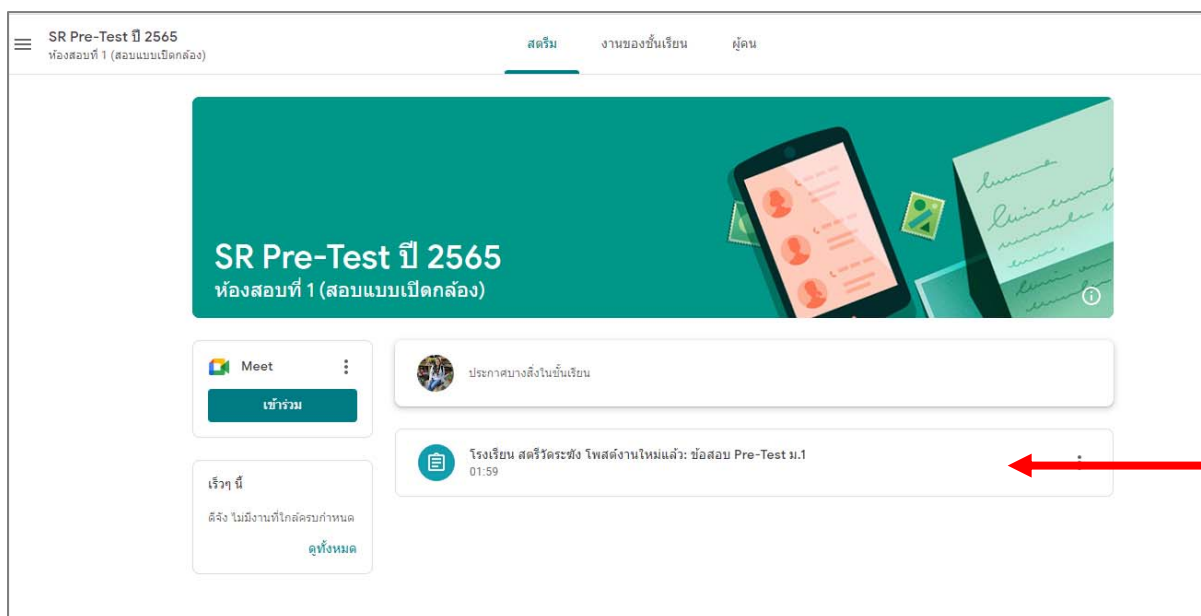 SR Pre-Test ปี 2565
ห้องสอบที่ 1 (สอบแบบเปิดกล้อง)
สตรีม งานของชั้นเรียน ผู้คน
SR Pre-Test ปี 2565
ห้องสอบที่ 1 (สอบแบบเปิดกล้อง)
Meet
เข้าร่วม
ประกาศบางสิ่งในชั้นเรียน
โรงเรียน สตรีวัดระฆัง โพสต์งานใหม่แล้ว: ข้อสอบ Pre-Test ม.1
01:59
เร็วๆ นี้
ดีจัง ไม่มีงานที่ใกล้ครบกำหนด
ดูทั้งหมด